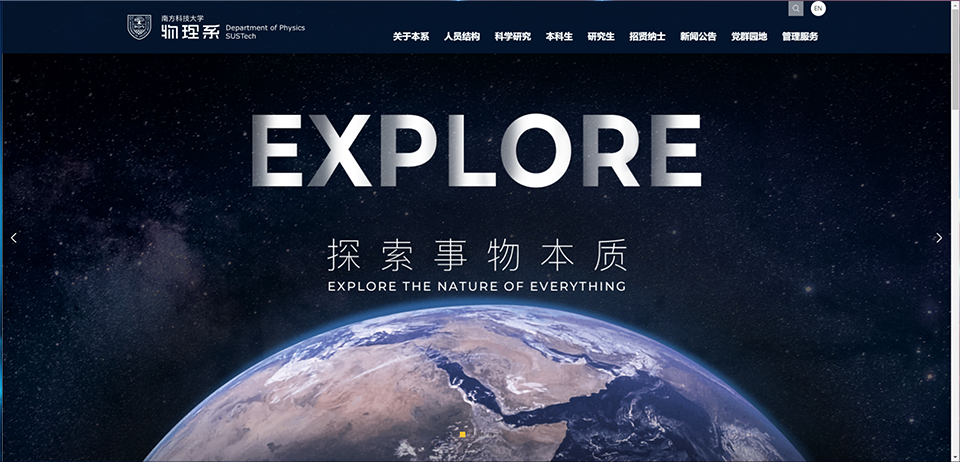 南方科技大学
物理系
Department of Physics
SUSTech
EN
关于本系 人员结构 科学研究 本科生 研究生 招贤纳士 新闻公告 党群园地 管理服务
EXPLORE
探索事物本质
EXPLORE THE NATURE OF EVERYTHING